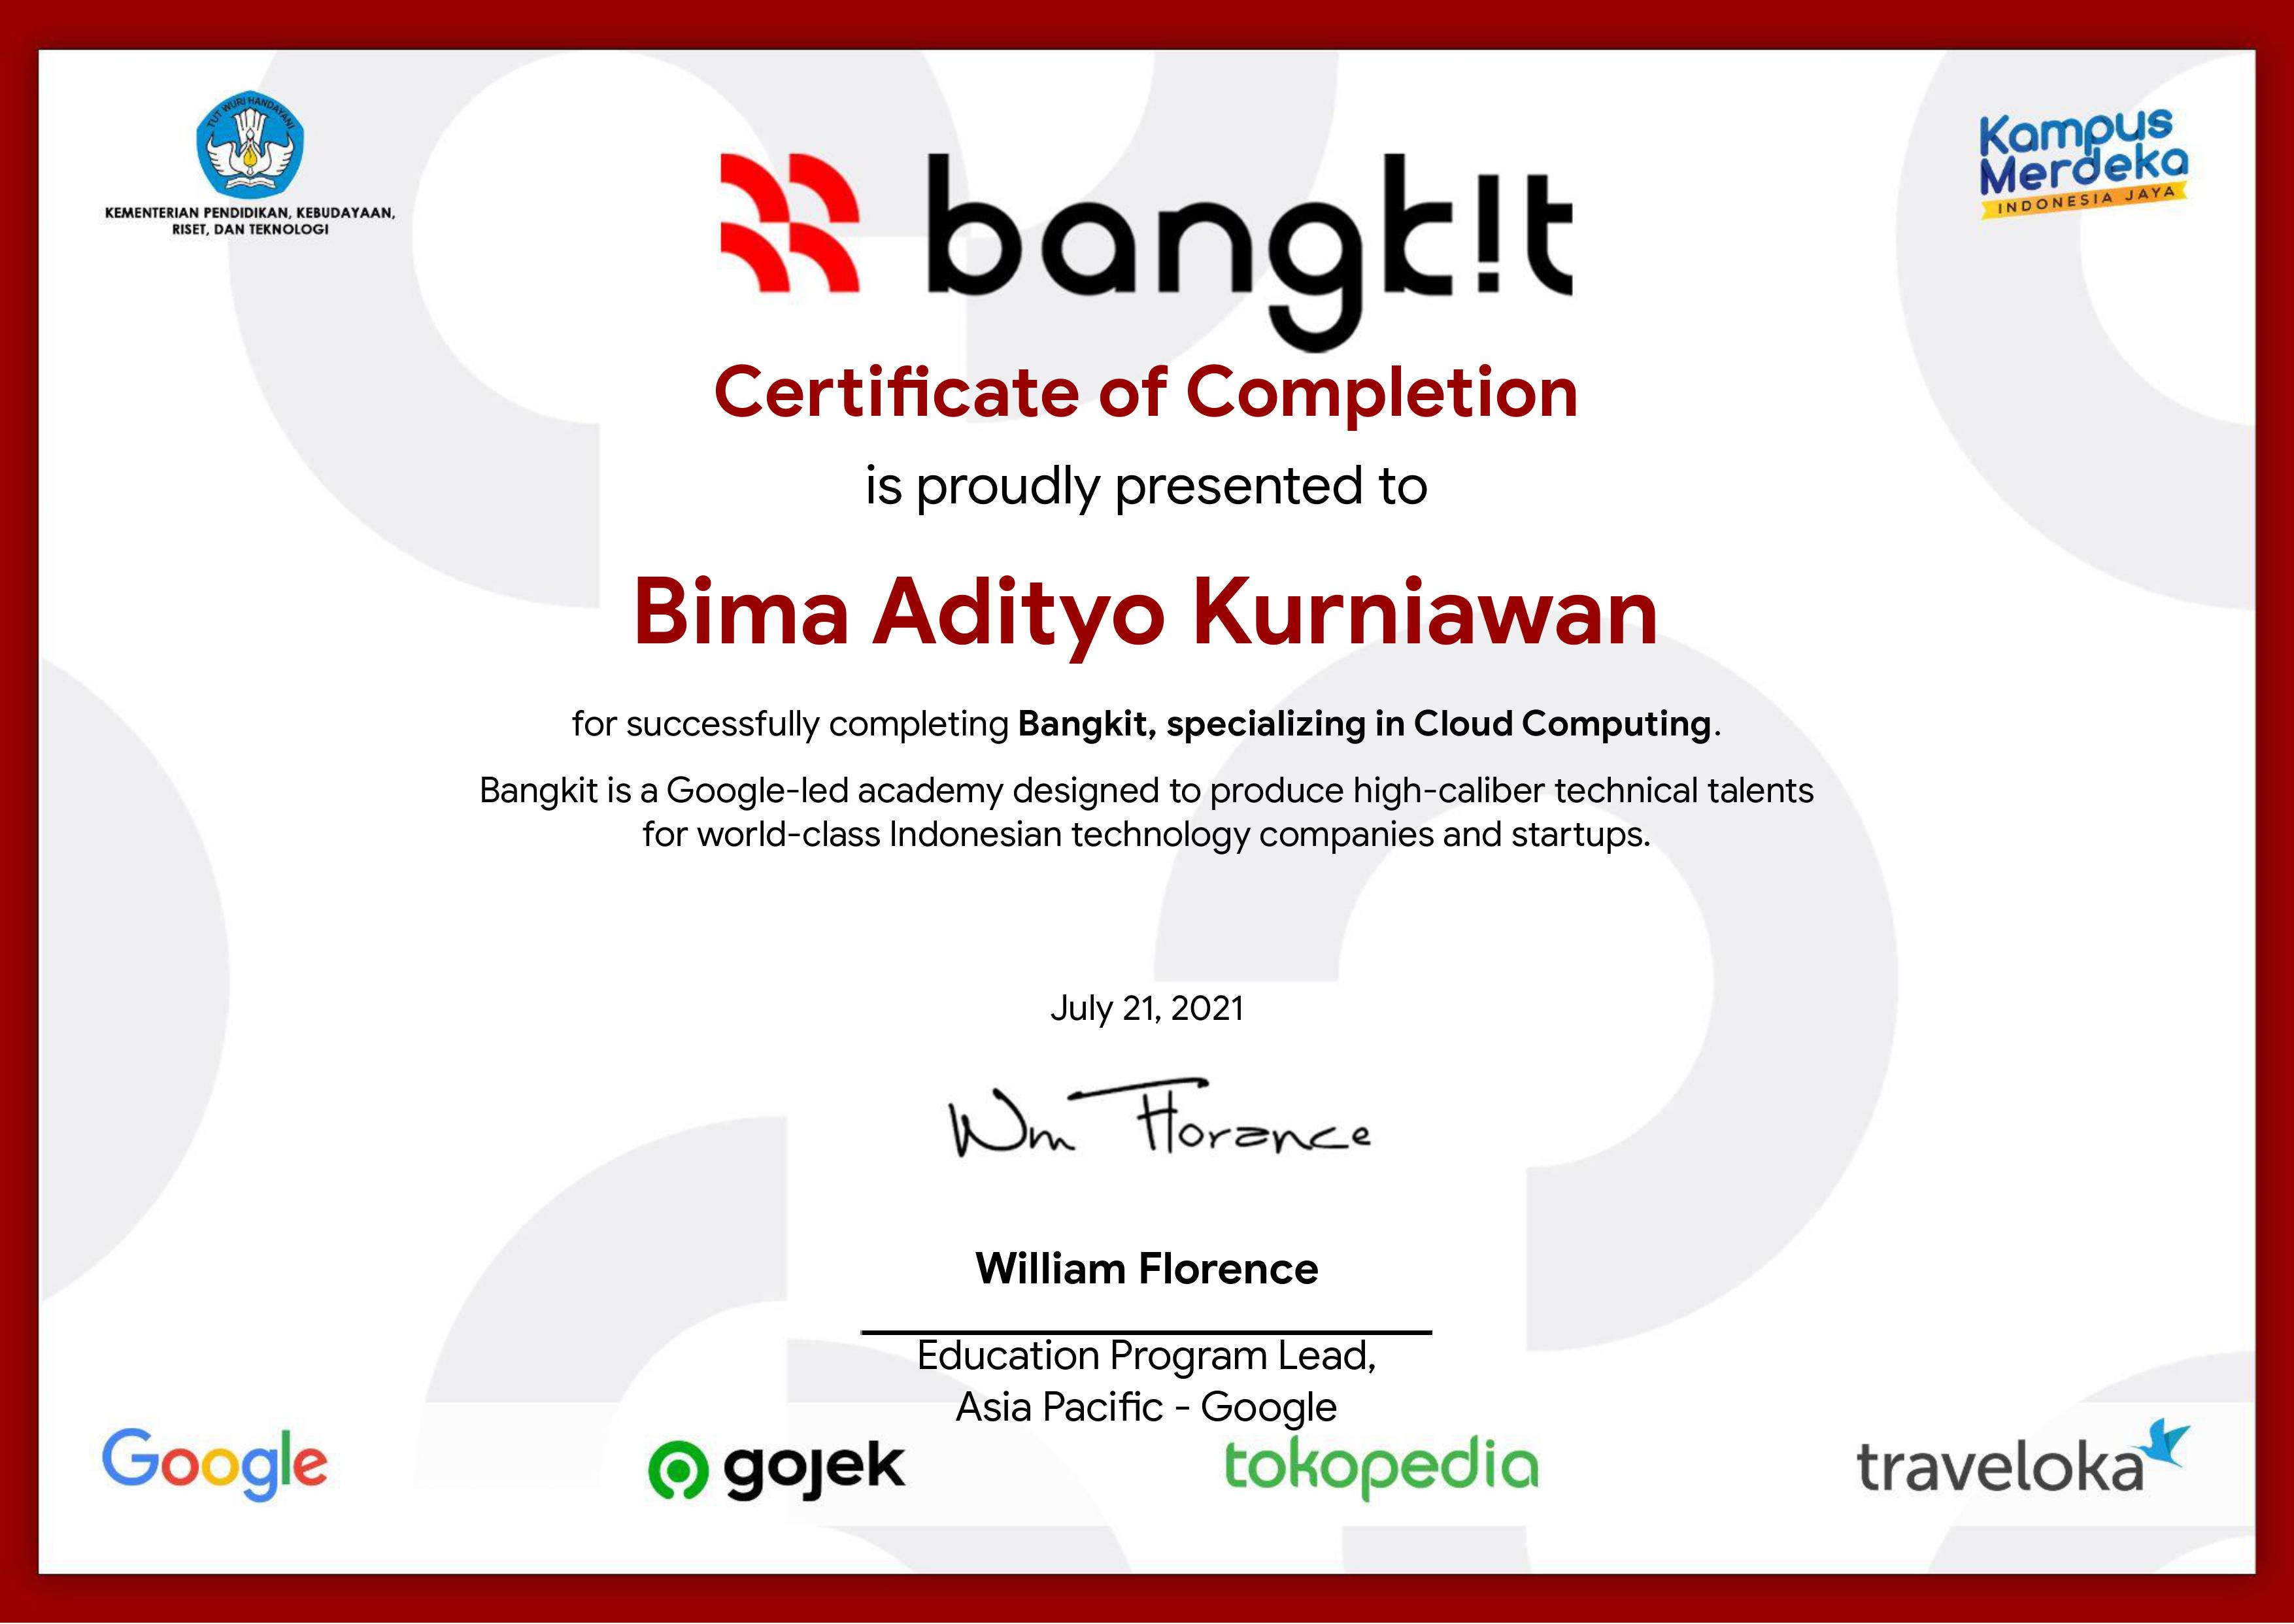 TUT WURI HANDAYANI
KEMENTERIAN PENDIDIKAN, KEBUDAYAAN,
RISET, DAN TEKNOLOGI
Kampus
Merdeka
INDONESIA JAYA
bangk!t
Certificate of Completion
is proudly presented to
Bima Adityo Kurniawan
for successfully completing Bangkit, specializing in Cloud Computing.
Bangkit is a Google-led academy designed to produce high-caliber technical talents
for world-class Indonesian technology companies and startups.
July 21, 2021
Wm Florence
William Florence
Education Program Lead,
Asia Pacific - Google
Google
gojek
tokopedia
traveloka